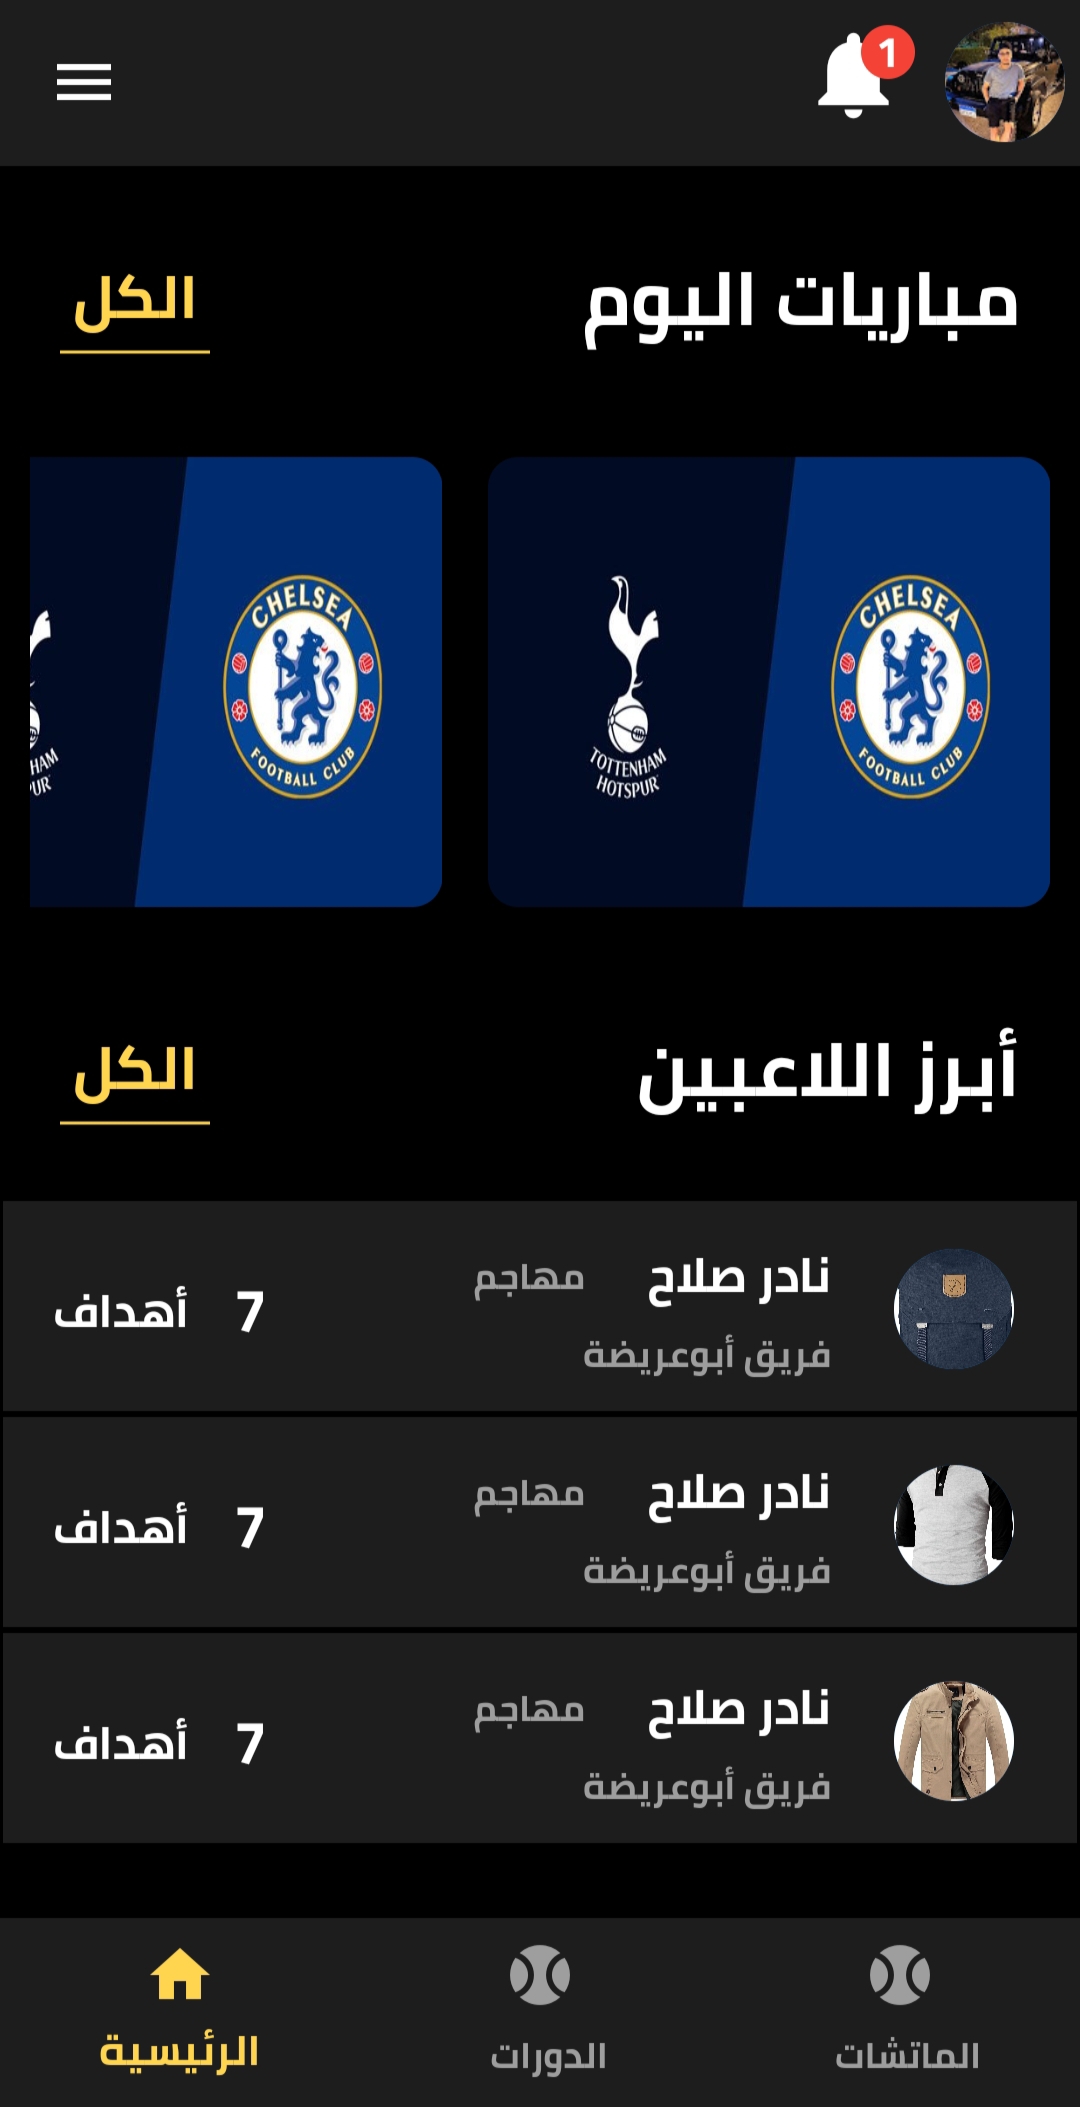 1
مباريات اليوم
الكل
CHELSEA
FOOTBALL CLUB
TOTTENHAM
HOTSPUR
CHELSEA
FOOTBALL CLUB
HAM
UR
أبرز اللاعبين
الكل
نادر صلاح مهاجم
فريق أبوعريضة
7 أهداف
نادر صلاح مهاجم
فريق أبوعريضة
7 أهداف
نادر صلاح مهاجم
فريق أبوعريضة
7 أهداف
الماتشات
الدورات
الرئيسية